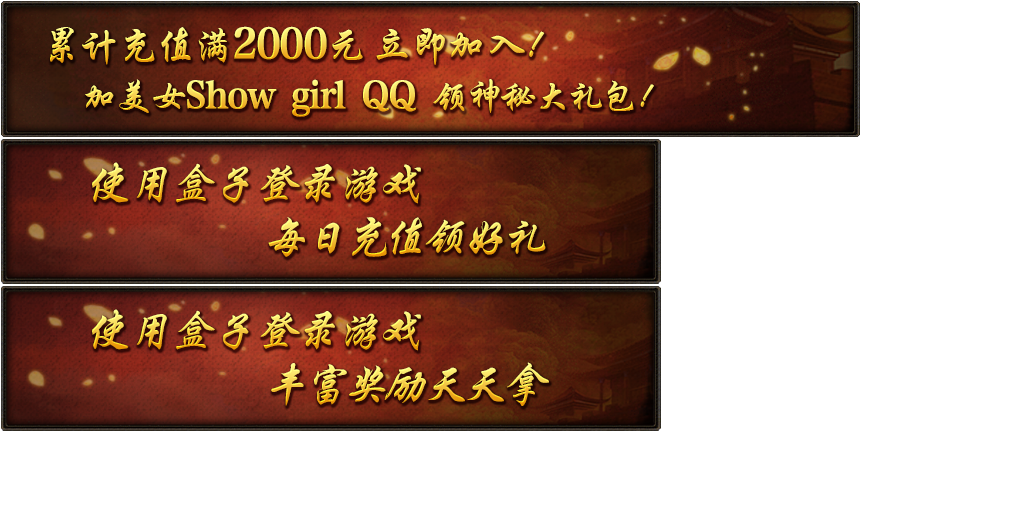 累计充值满2000元 立即加入!
加美女Show girl QQ 领神秘大礼包!
使用盒子登录游戏
每日充值领好礼
使用盒子登录游戏
丰富奖励天天拿